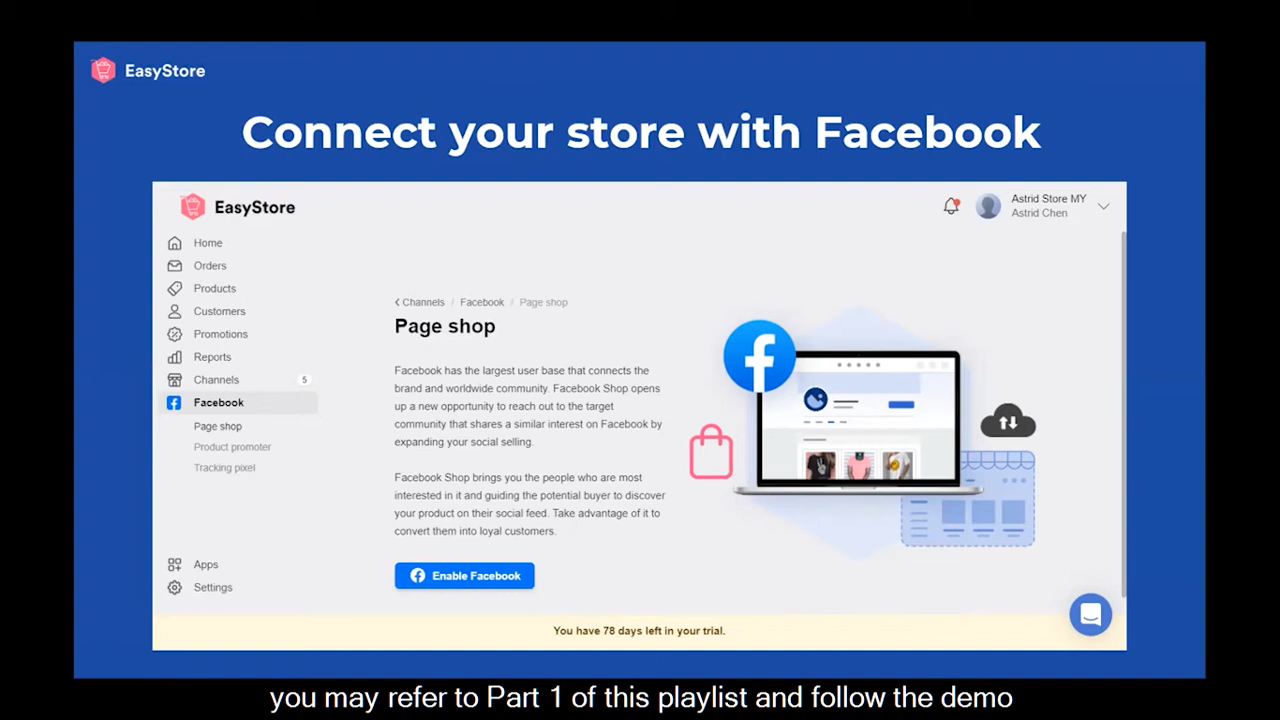 EasyStore
Connect your store with Facebook
EasyStore
Astrid Store MY
Astrid Chen
Home
Orders
Products
Customers
Promotions
Reports
Channels 5
Facebook
Page shop
Product promoter
Tracking pixel
Apps
Settings
Channels / Facebook / Page shop
Page shop
Facebook has the largest user base that connects the
brand and worldwide community. Facebook Shop opens
up a new opportunity to reach out to the target
community that shares a similar interest on Facebook by
expanding your social selling.
Facebook Shop brings you the people who are most
interested in it and guiding the potential buyer to discover
your product on their social feed. Take advantage of it to
convert them into loyal customers.
Enable Facebook
You have 78 days left in your trial.
you may refer to Part 1 of this playlist and follow the demo